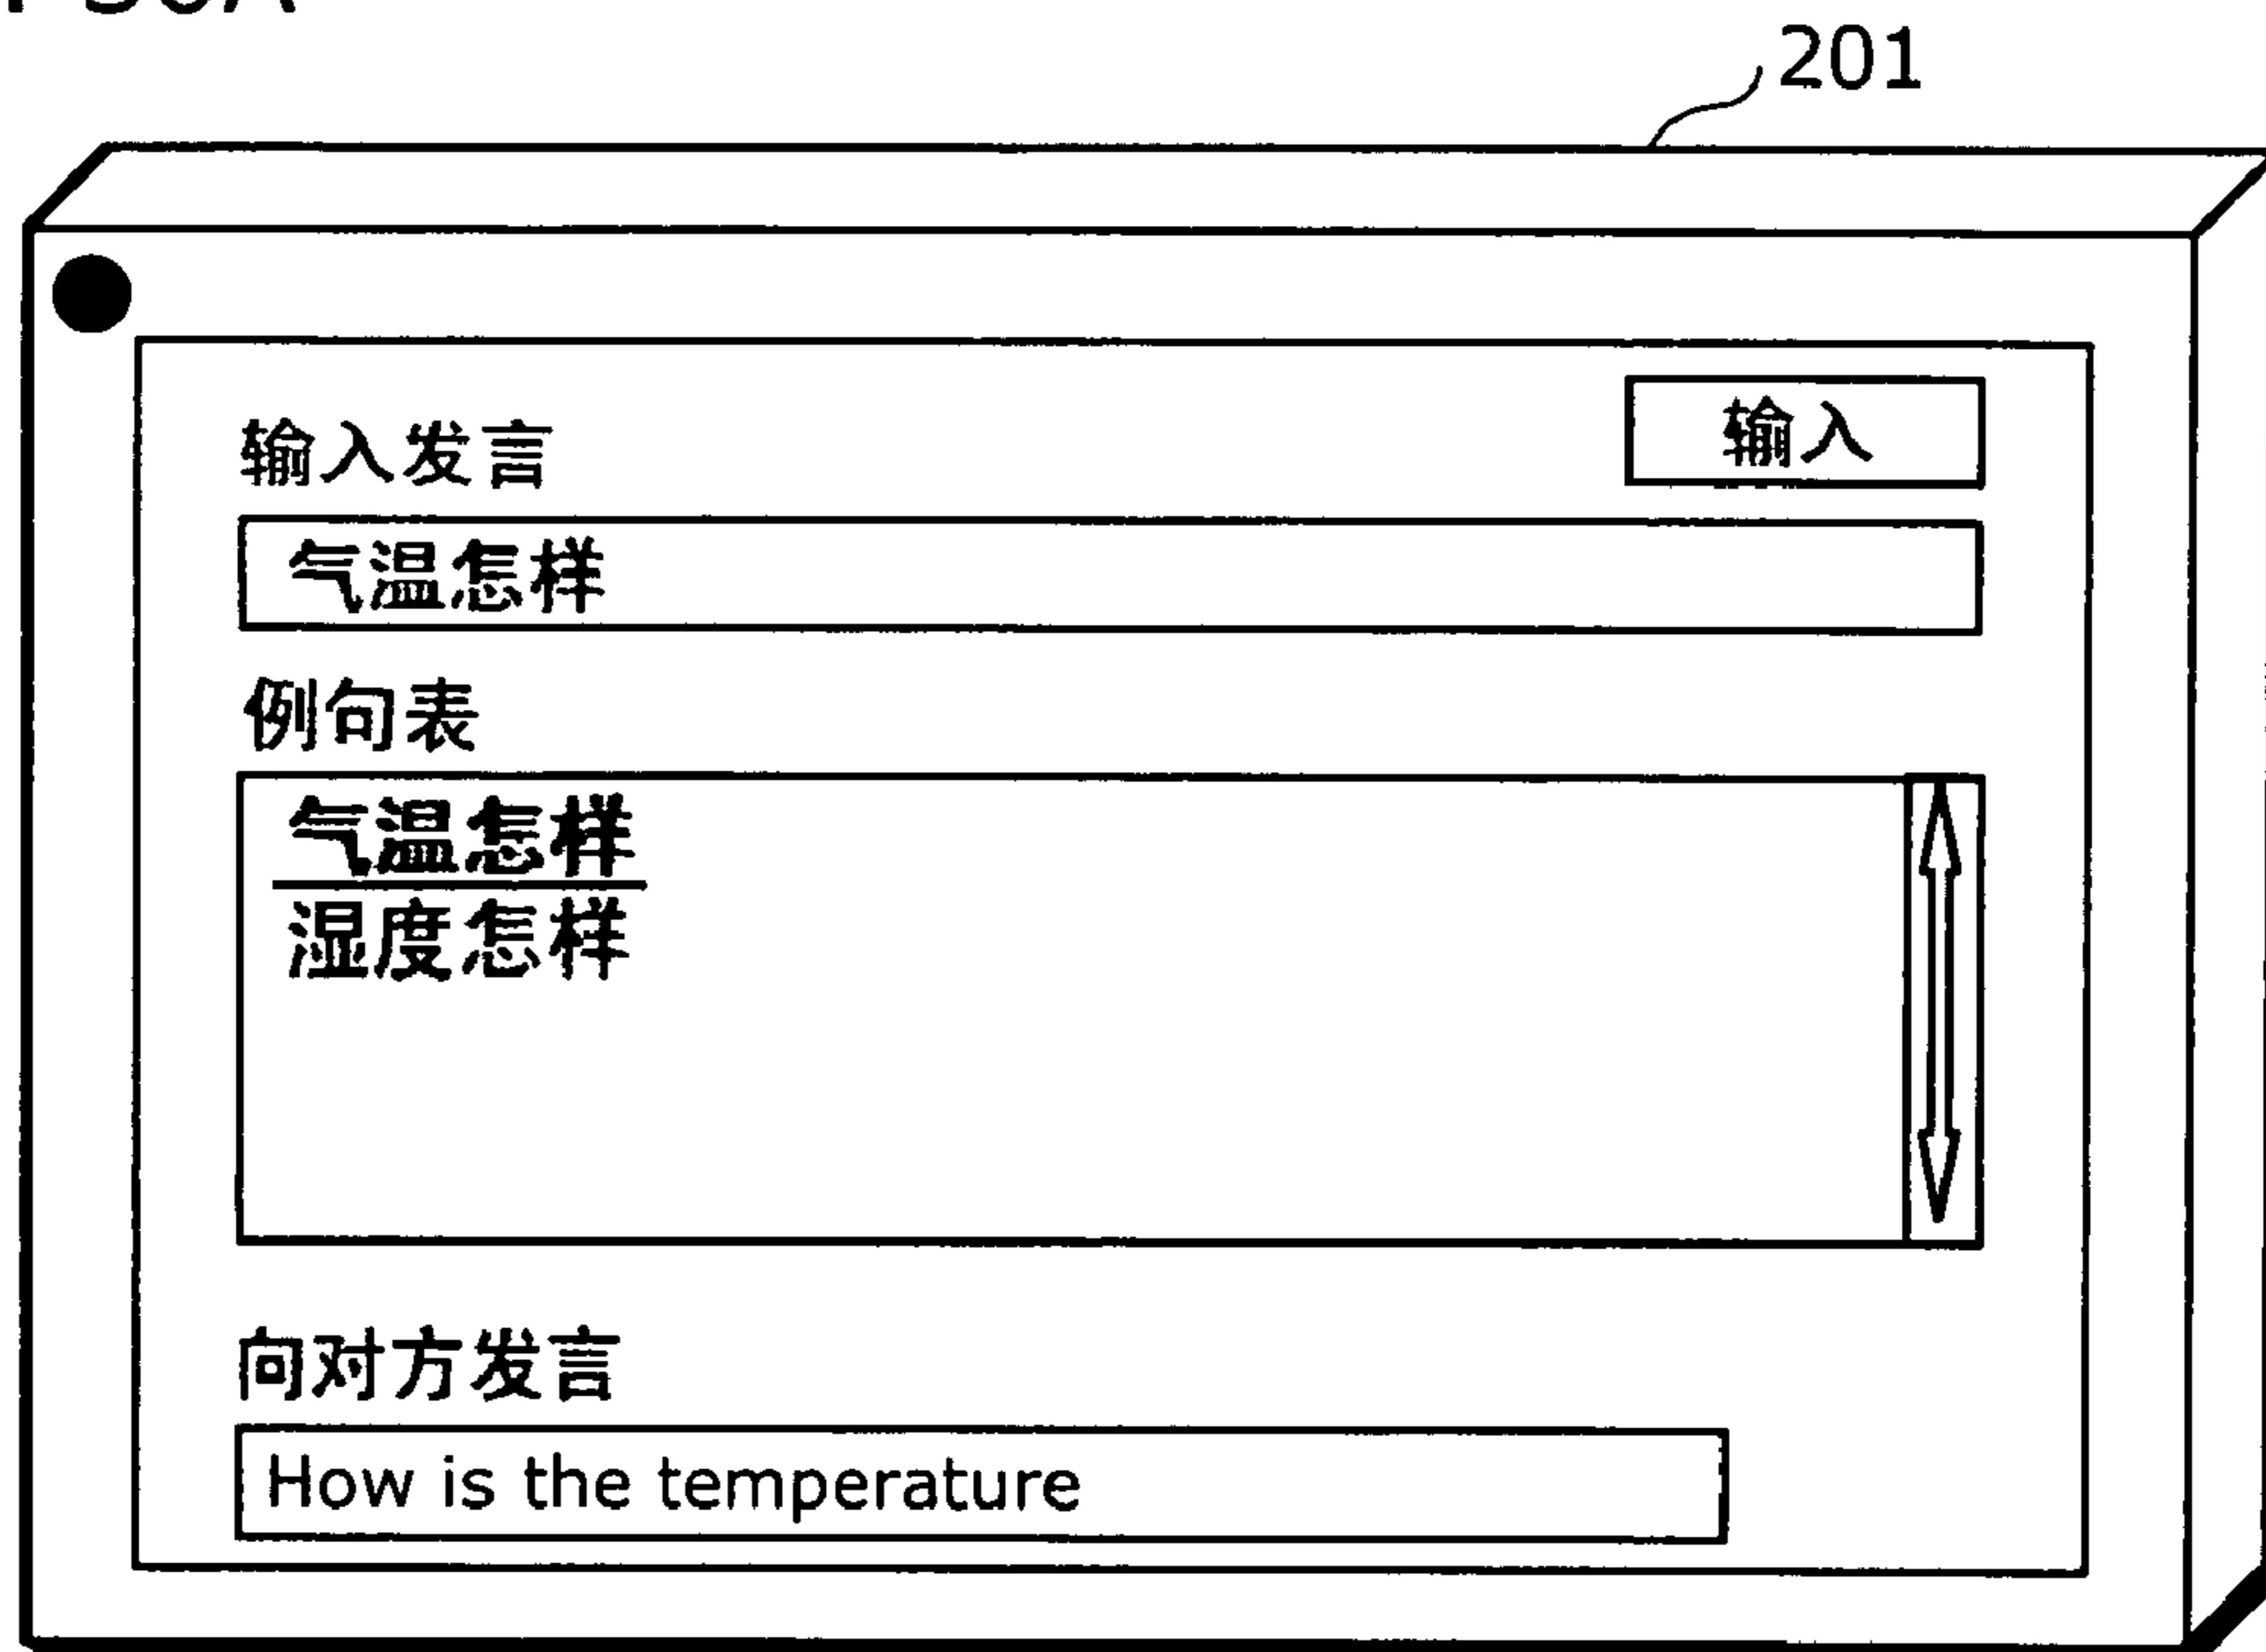 201
输入发言
输入
气温怎样
例句表
气温怎样
湿度怎样
向对方发言
How is the temperature